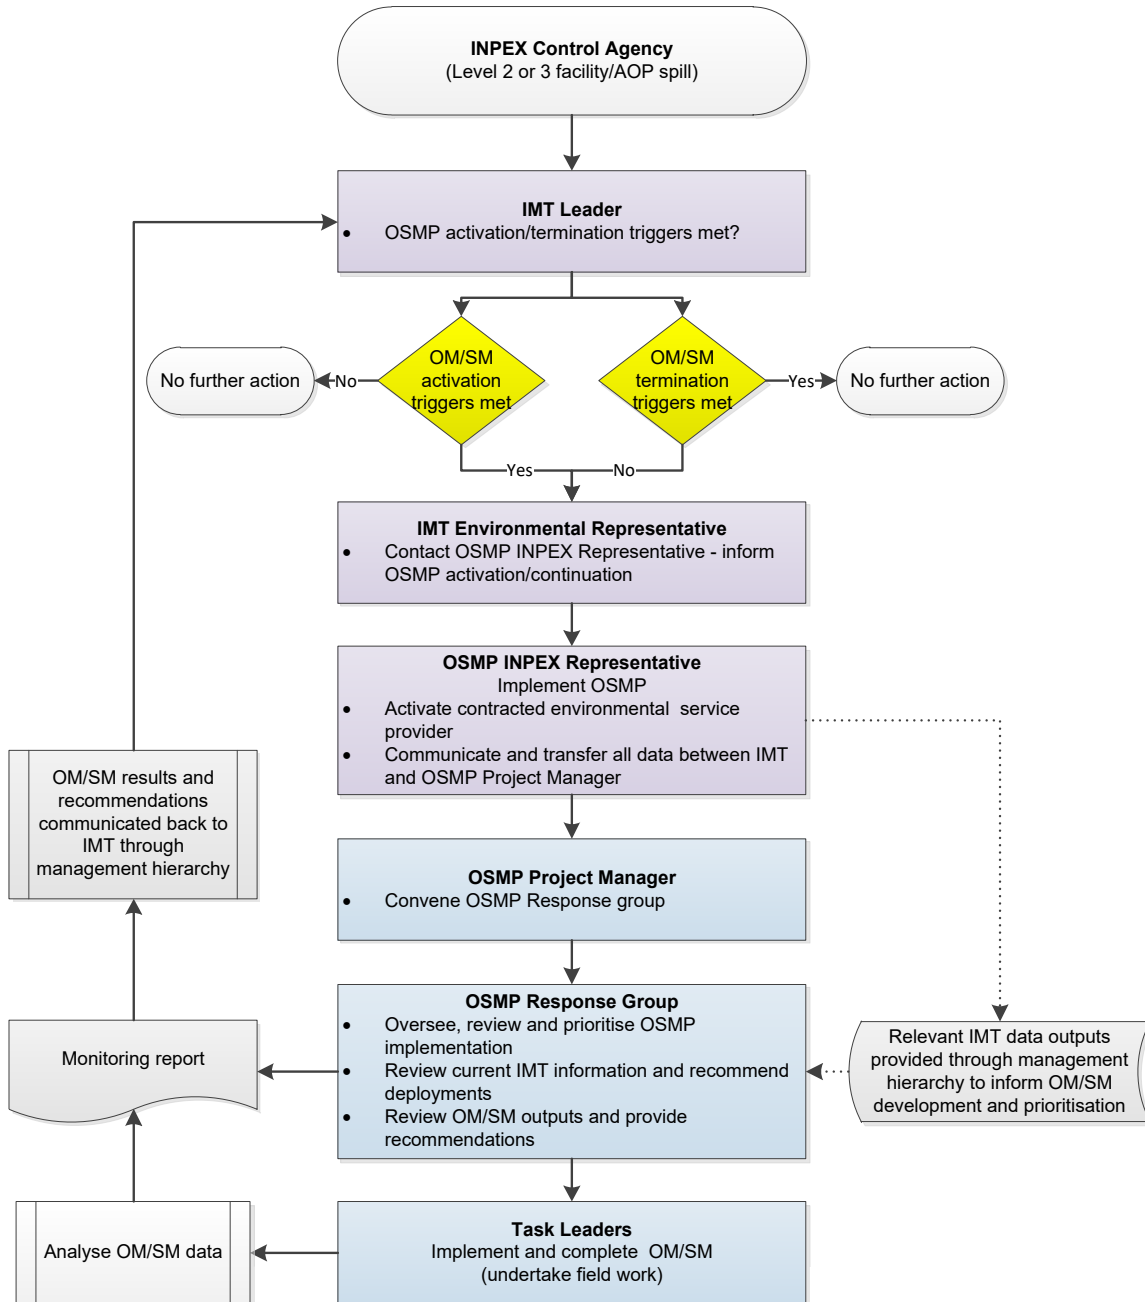 INPEX Control Agency
(Level 2 or 3 facility/AOP spill)
IMT Leader
• OSMP activation/termination triggers met?
OM/SM
activation
triggers met
OM/SM
termination
triggers met
No further action
No
Yes
No further action
Yes
No
IMT Environmental Representative
• Contact OSMP INPEX Representative - inform
OSMP activation/continuation
OSMP INPEX Representative
Implement OSMP
• Activate contracted environmental service
provider
• Communicate and transfer all data between IMT
and OSMP Project Manager
OM/SM results and
recommendations
communicated back to
IMT through
management hierarchy
OSMP Project Manager
• Convene OSMP Response group
OSMP Response Group
• Oversee, review and prioritise OSMP
implementation
• Review current IMT information and recommend
deployments
• Review OM/SM outputs and provide
recommendations
Monitoring report
Relevant IMT data outputs
provided through management
hierarchy to inform OM/SM
development and prioritisation
Task Leaders
Implement and complete OM/SM
(undertake field work)
Analyse OM/SM data